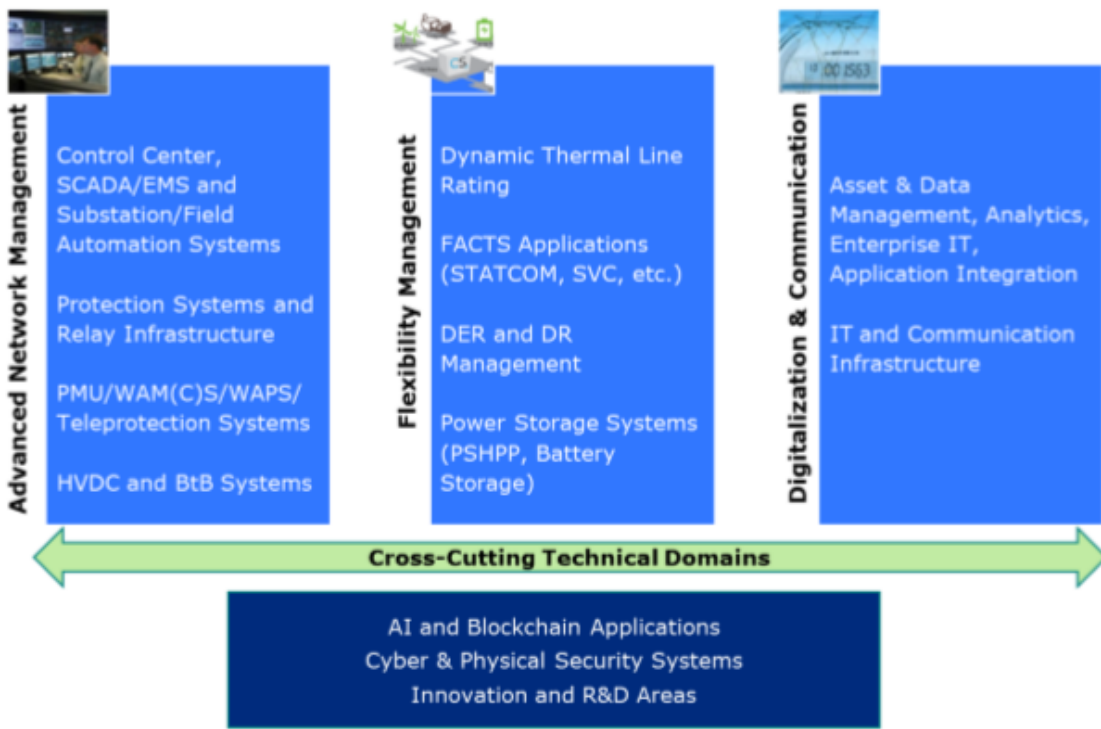 Advanced Network Management
Control Center,
SCADA/EMS and
Substation/Field
Automation Systems
Protection Systems and
Relay Infrastructure
PMU/WAM(C)S/WAPS/
Teleprotection Systems
HVDC and BtB Systems
CS
Flexibility Management
Dynamic Thermal Line
Rating
FACTS Applications
(STATCOM, SVC, etc.)
DER and DR
Management
Power Storage Systems
(PSHPP, Battery
Storage)
Digitalization & Communication
Asset & Data
Management, Analytics,
Enterprise IT,
Application Integration
IT and Communication
Infrastructure
Cross-Cutting Technical Domains
AI and Blockchain Applications
Cyber & Physical Security Systems
Innovation and R&D Areas